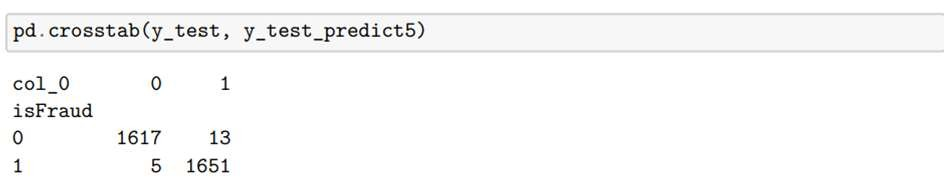 pd.crosstab(y_test, y_test_predict5)
col_0 0 1
isFraud
0 1617 13
1 5 1651